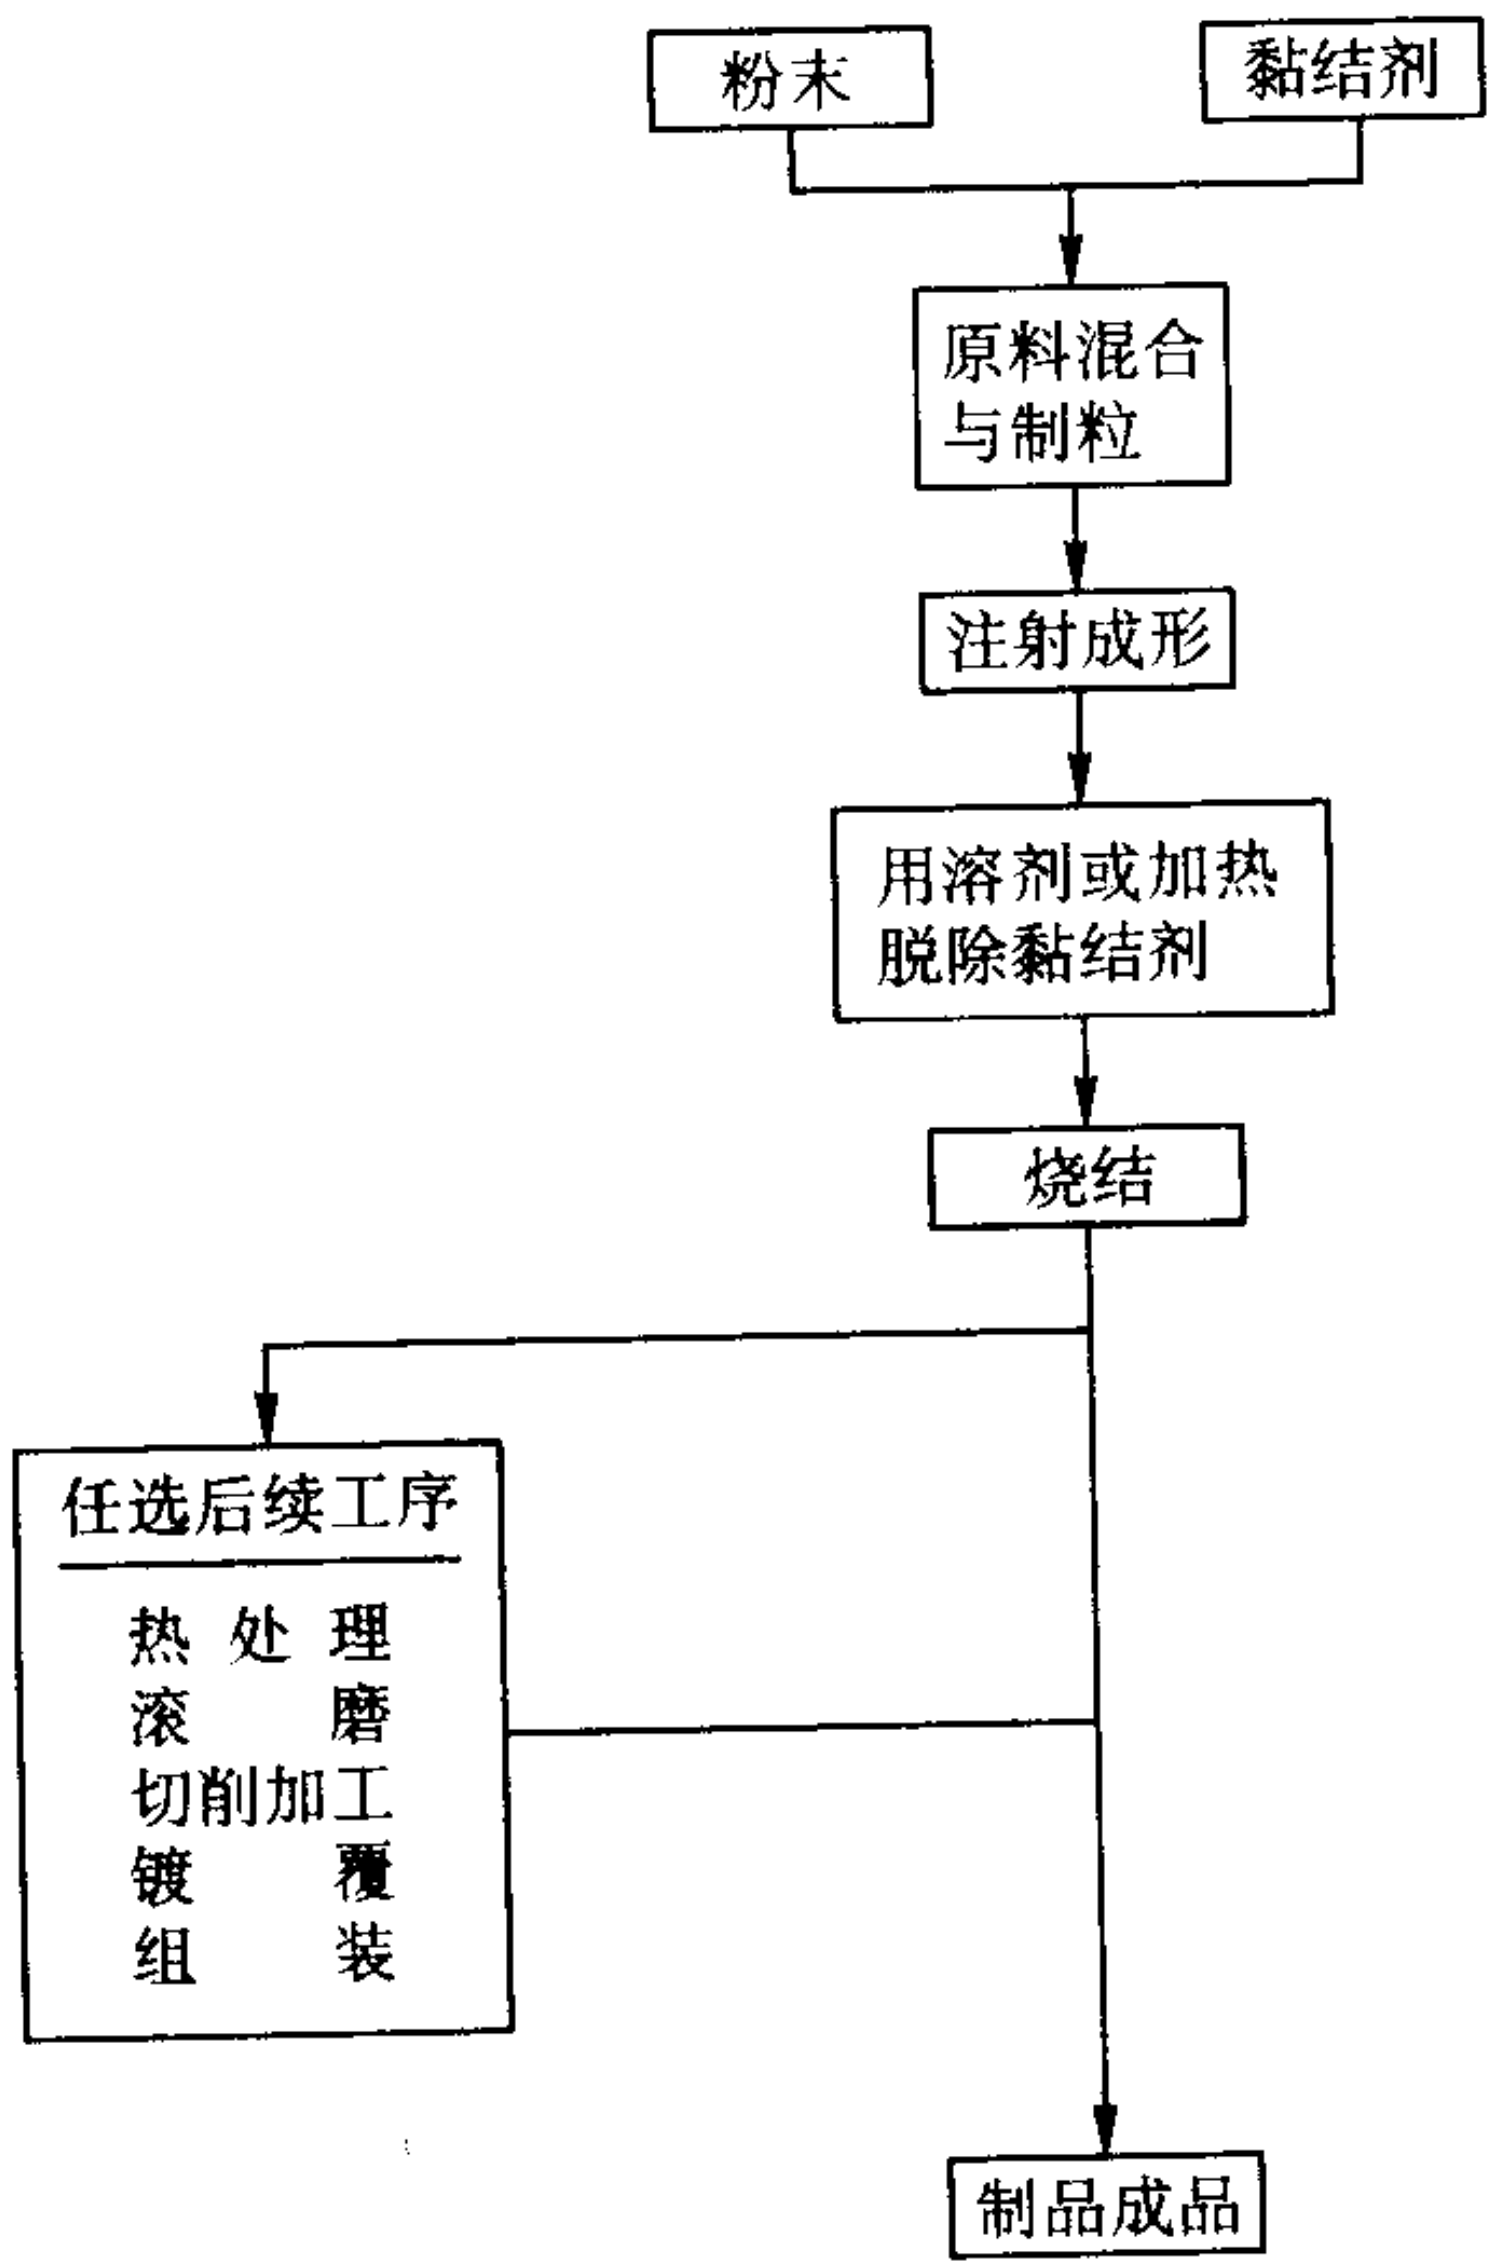 粉末
黏结剂
原料混合
与制粒
注射成形
用溶剂或加热
脱除黏结剂
烧结
任选后续工序
热处理
滚磨
切削加工
镀覆
组装
制品成品